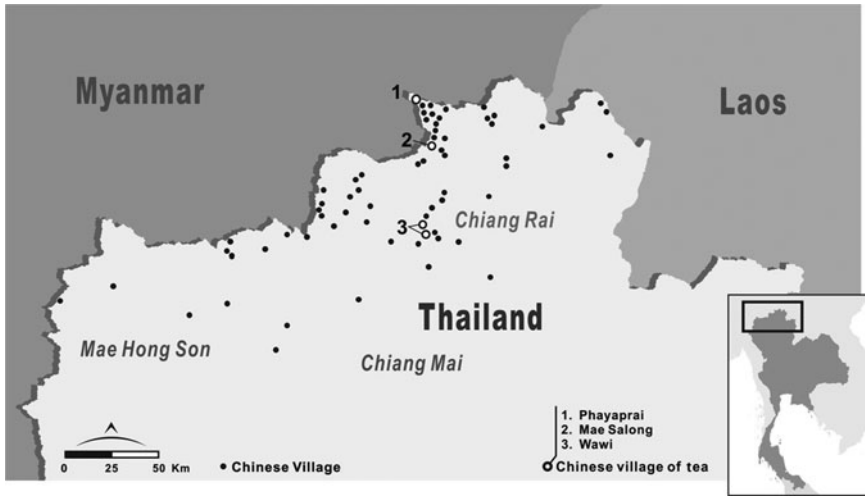 Myanmar
Laos
1
2
3
Chiang Rai
Thailand
Mae Hong Son
Chiang Mai
1. Phayaprai
2. Mae Salong
3. Wawi
0 25 50 Km
Chinese Village
Chinese village of tea